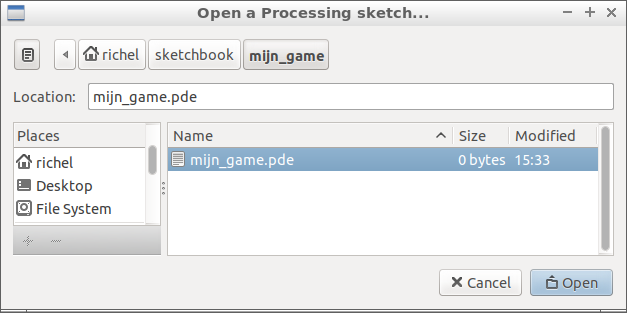 Open a Processing sketch...
richel sketchbook mijn_game
Location: mijn_game.pde
Places
richel
Desktop
File System
Name Size Modified
mijn_game.pde 0 bytes 15:33
Cancel Open